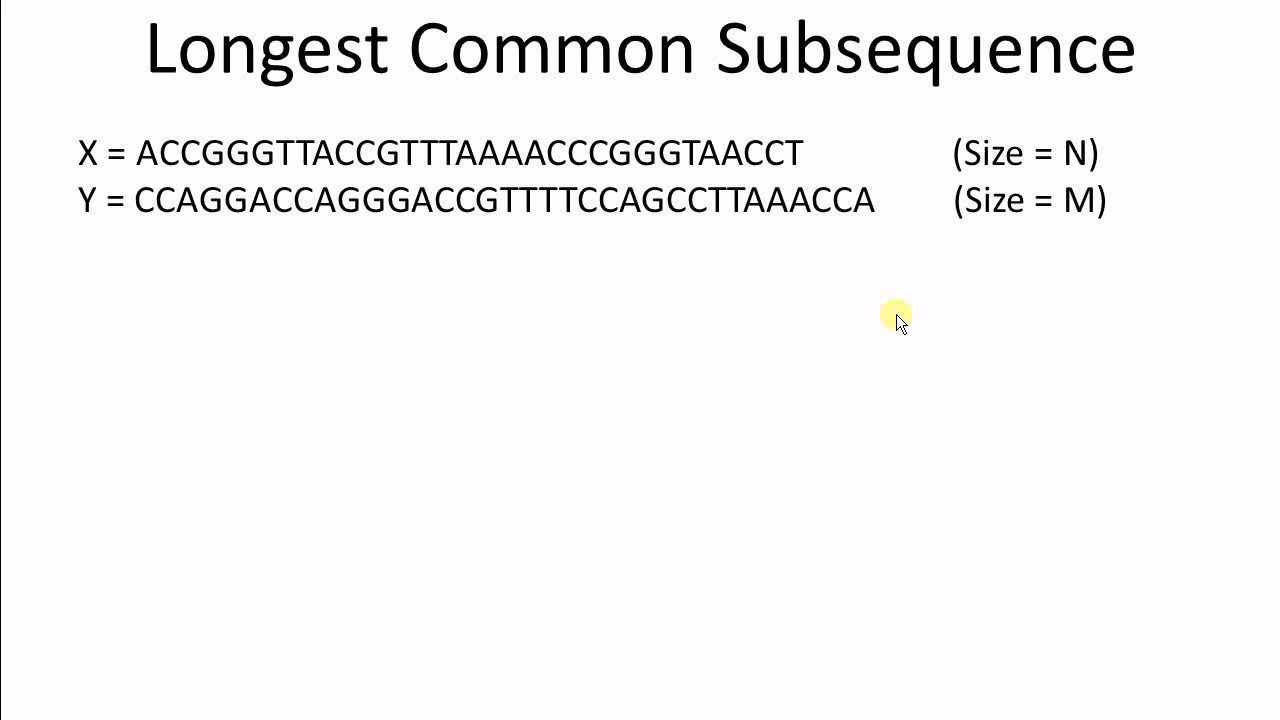 Longest Common Subsequence
X = ACCGGGTTACCGTTTAAAACCCGGGTAACCT (Size = N)
Y = CCAGGACCAGGGACCGTTTTCCAGCCTTAAACCA (Size = M)